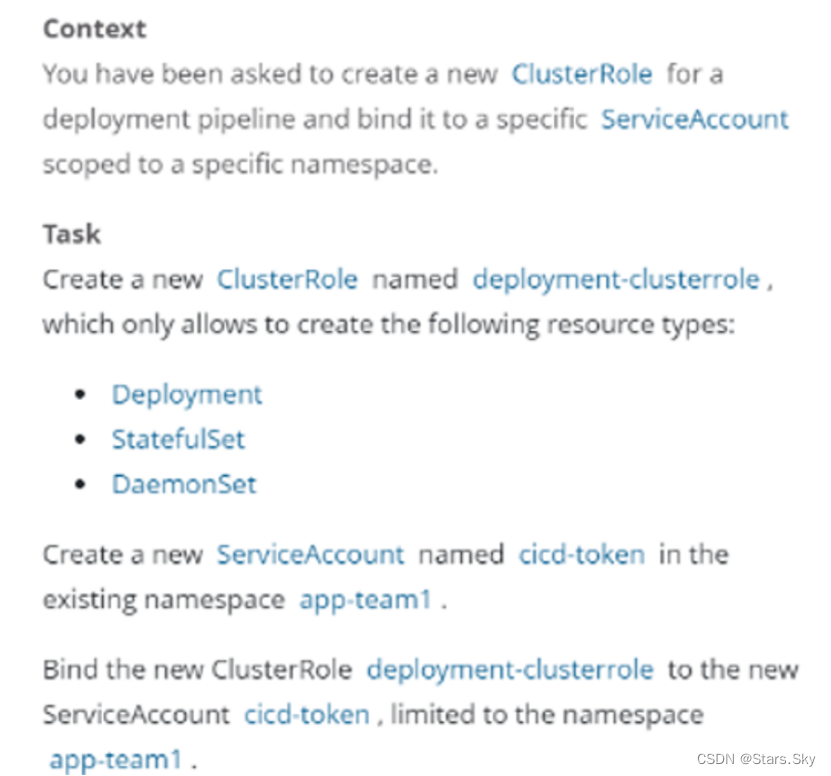 Context
You have been asked to create a new ClusterRole for a
deployment pipeline and bind it to a specific ServiceAccount
scoped to a specific namespace.
Task
Create a new ClusterRole named deployment-clusterrole ,
which only allows to create the following resource types:
• Deployment
• StatefulSet
• DaemonSet
Create a new ServiceAccount named cicd-token in the
existing namespace app-team1 .
Bind the new ClusterRole deployment-clusterrole to the new
ServiceAccount cicd-token , limited to the namespace
app-team1 .
CSDN @Stars.Sky